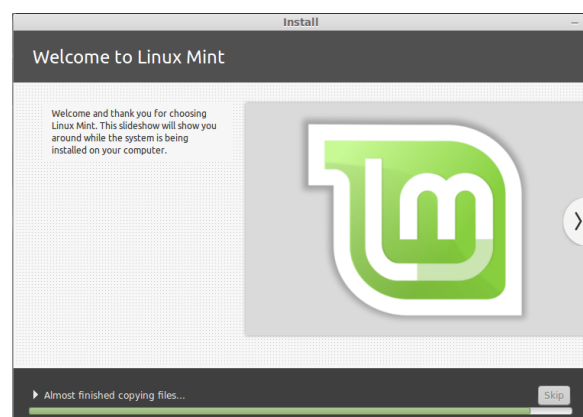 Install
Welcome to Linux Mint
Welcome and thank you for choosing
Linux Mint. This slideshow will show you
around while the system is being
installed on your computer.
lm
Almost finished copying files...
Skip